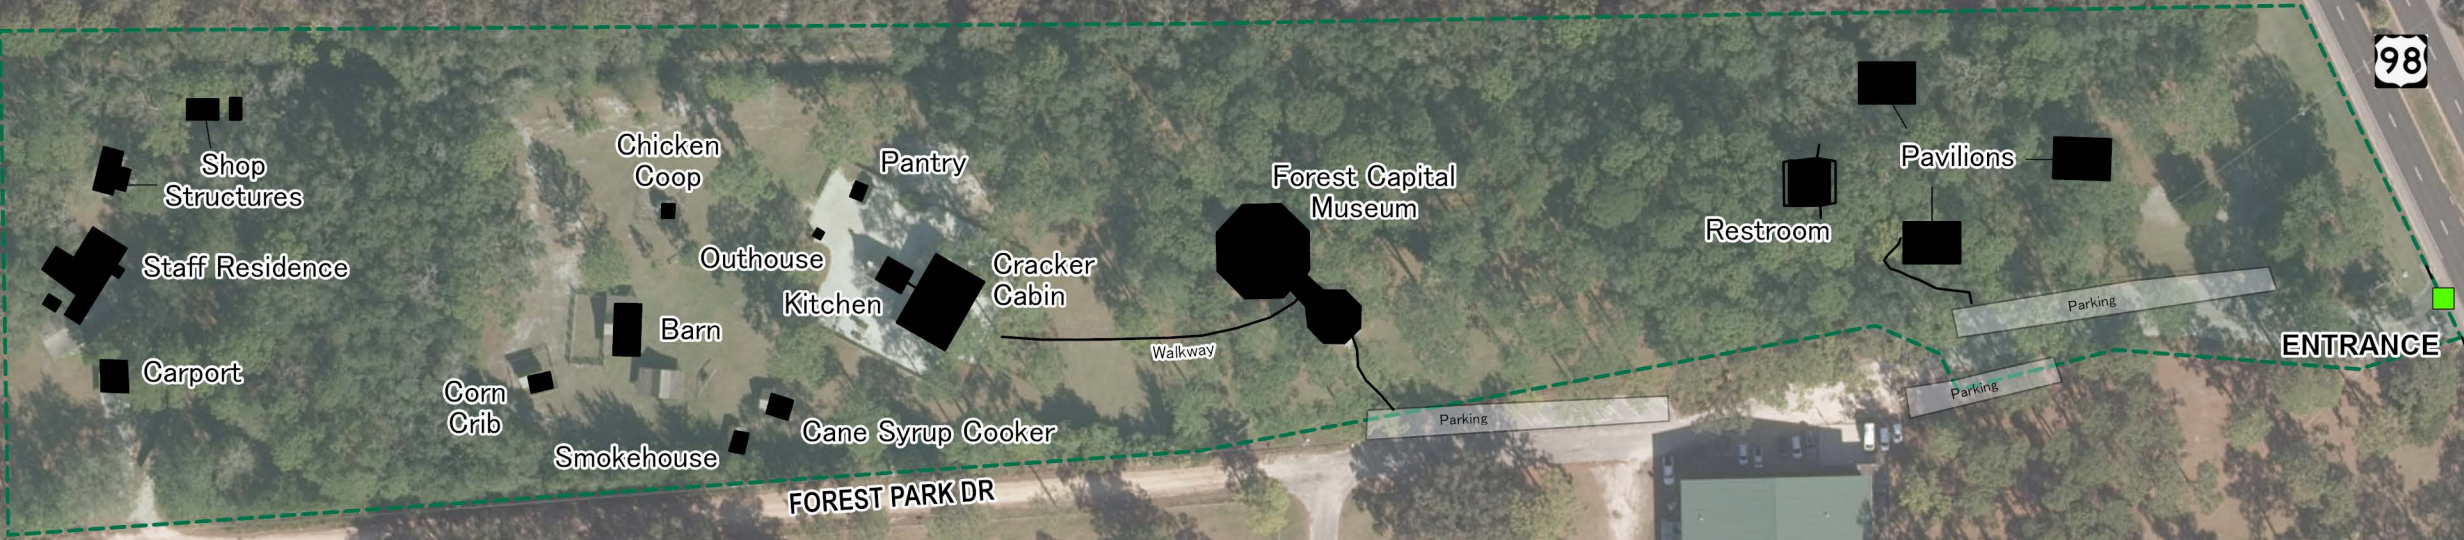 98
Shop
Structures
Staff Residence
Carport
Chicken
Coop
Pantry
Outhouse
Kitchen
Cracker
Cabin
Barn
Corn
Crib
Cane Syrup Cooker
Smokehouse
Walkway
Forest Capital
Museum
Restroom
Pavilions
Parking
Parking
Parking
ENTRANCE
FOREST PARK DR